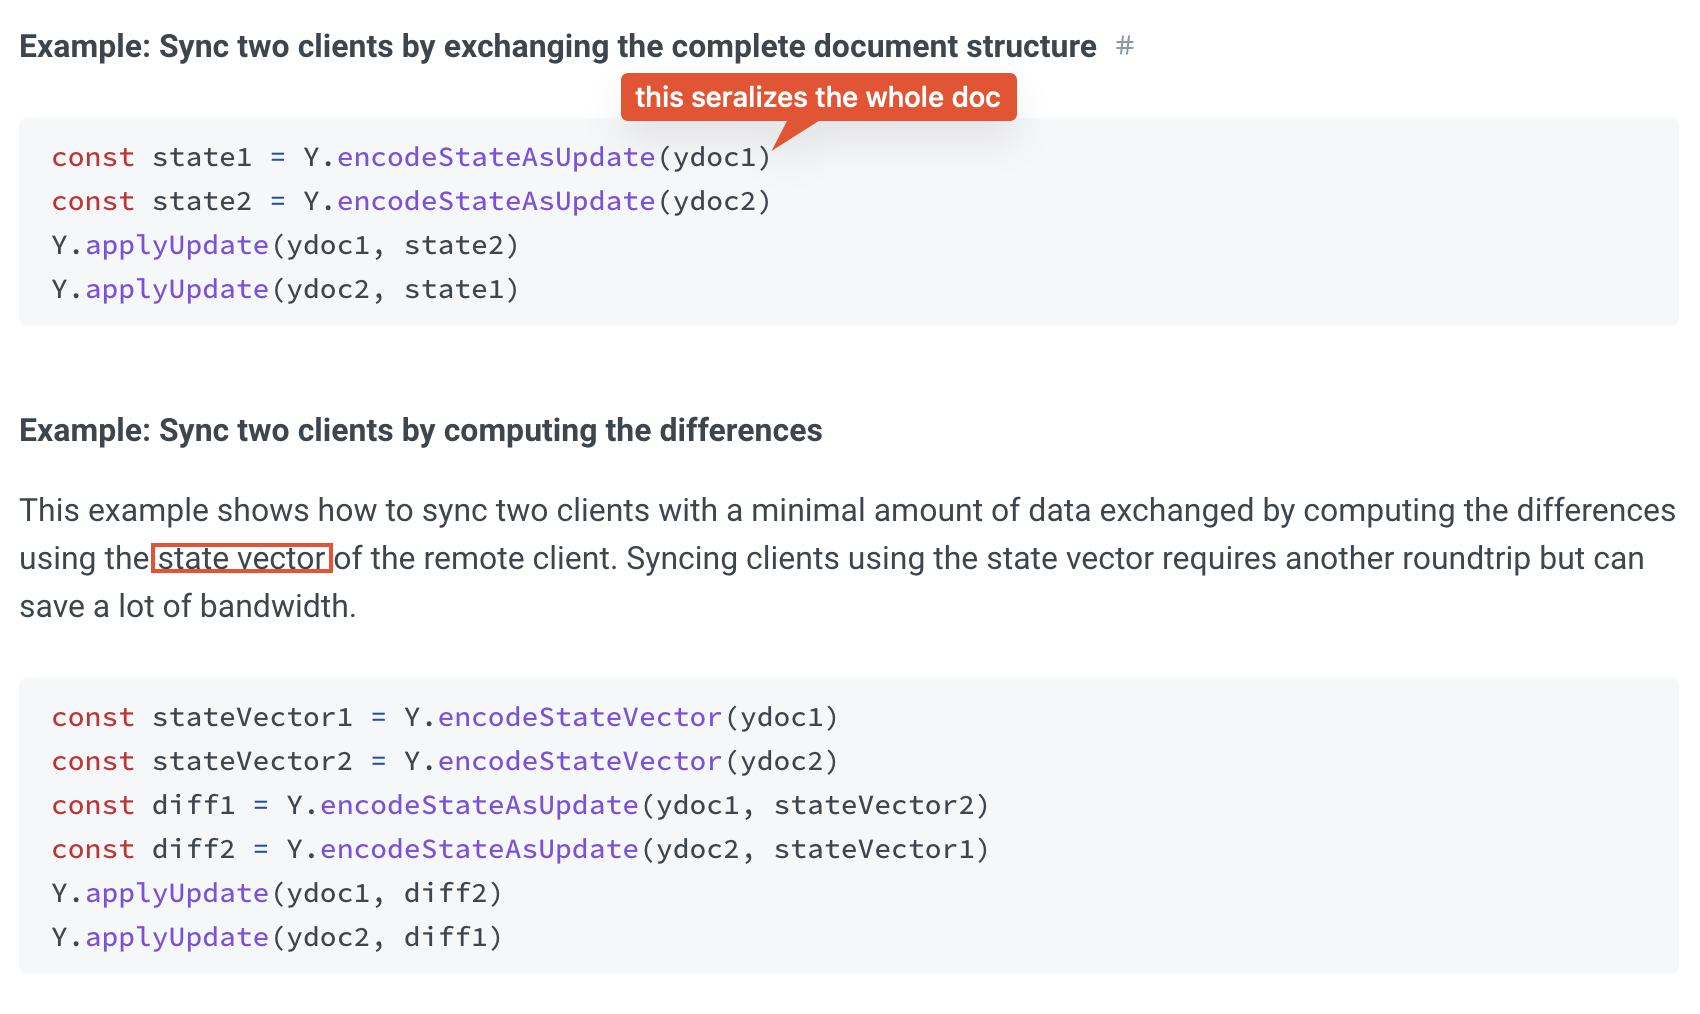 Example: Sync two clients by exchanging the complete document structure #
this seralizes the whole doc
const state1 = Y.encodeStateAsUpdate(ydoc1)
const state2 = Y.encodeStateAsUpdate(ydoc2)
Y.applyUpdate(ydoc1, state2)
Y.applyUpdate(ydoc2, state1)
Example: Sync two clients by computing the differences
This example shows how to sync two clients with a minimal amount of data exchanged by computing the differences
using the state vector of the remote client. Syncing clients using the state vector requires another roundtrip but can
save a lot of bandwidth.
const stateVector1 = Y.encodeStateVector(ydoc1)
const stateVector2 = Y.encodeStateVector(ydoc2)
const diff1 = Y.encodeStateAsUpdate(ydoc1, stateVector2)
const diff2 = Y.encodeStateAsUpdate(ydoc2, stateVector1)
Y.applyUpdate(ydoc1, diff2)
Y.applyUpdate(ydoc2, diff1)